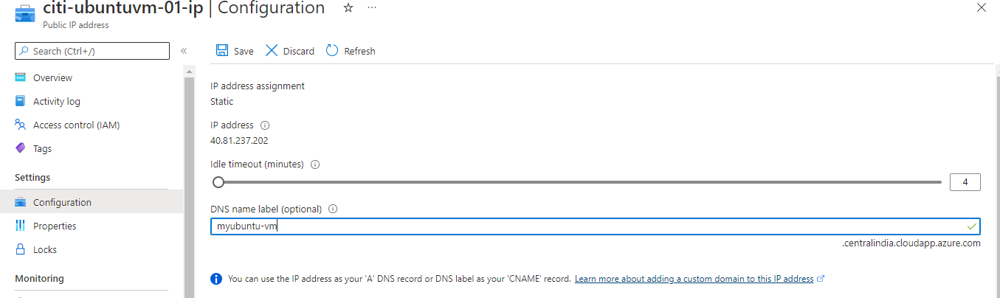 citi-ubuntuvm-01-ip | Configuration
Public IP address
Search (Ctrl+/)
Overview
Activity log
Access control (IAM)
Tags
Settings
Configuration
Properties
Locks
Monitoring
Save Discard Refresh
IP address assignment
Static
IP address
40.81.237.202
Idle timeout (minutes)
4
DNS name label (optional)
myubuntu-vm
.centralindia.cloudapp.azure.com
You can use the IP address as your 'A' DNS record or DNS label as your 'CNAME' record. Learn more about adding a custom domain to this IP address